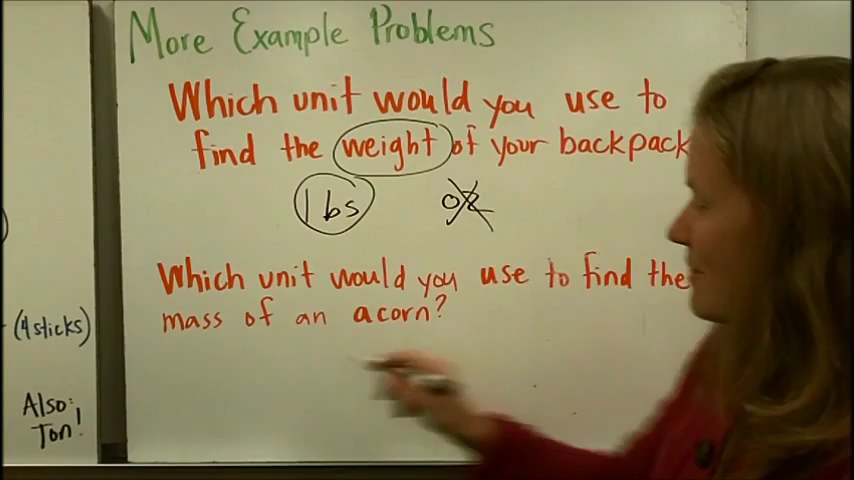 More Example Problems
Which unit would you use to
find the weight of your backpack
lbs oz
Which unit would you use to find the
mass of an acorn?
(4 sticks)
Also:
Ton!